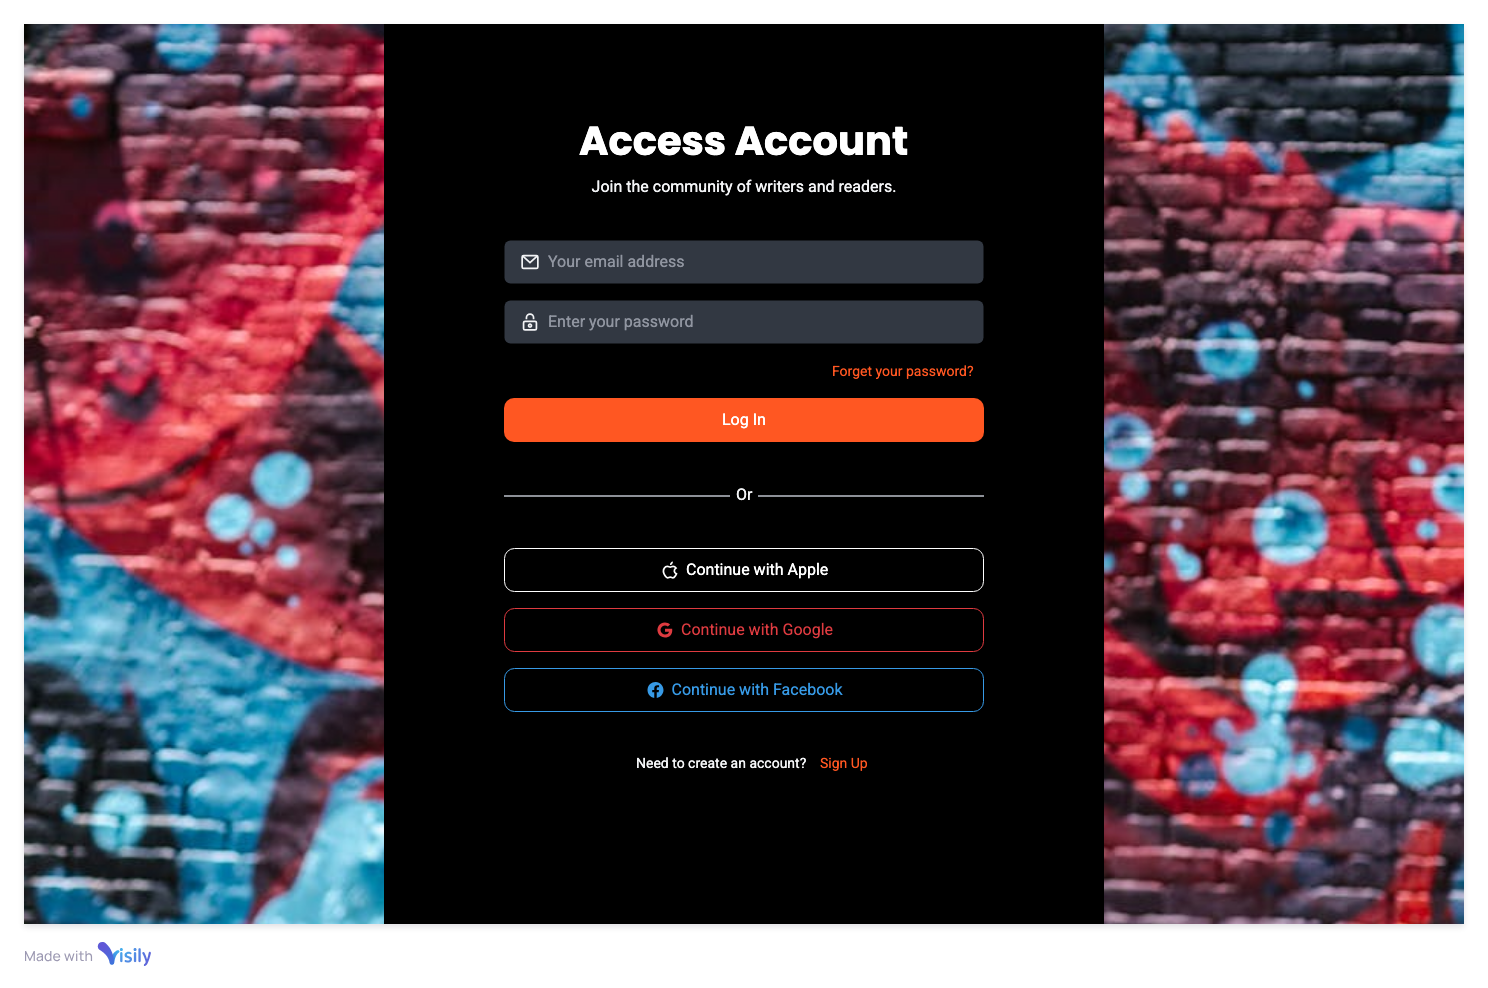 Access Account
Join the community of writers and readers.
Your email address
Enter your password
Forget your password?
Log In
Or
Continue with Apple
Continue with Google
Continue with Facebook
Need to create an account? Sign Up
Made with Visily